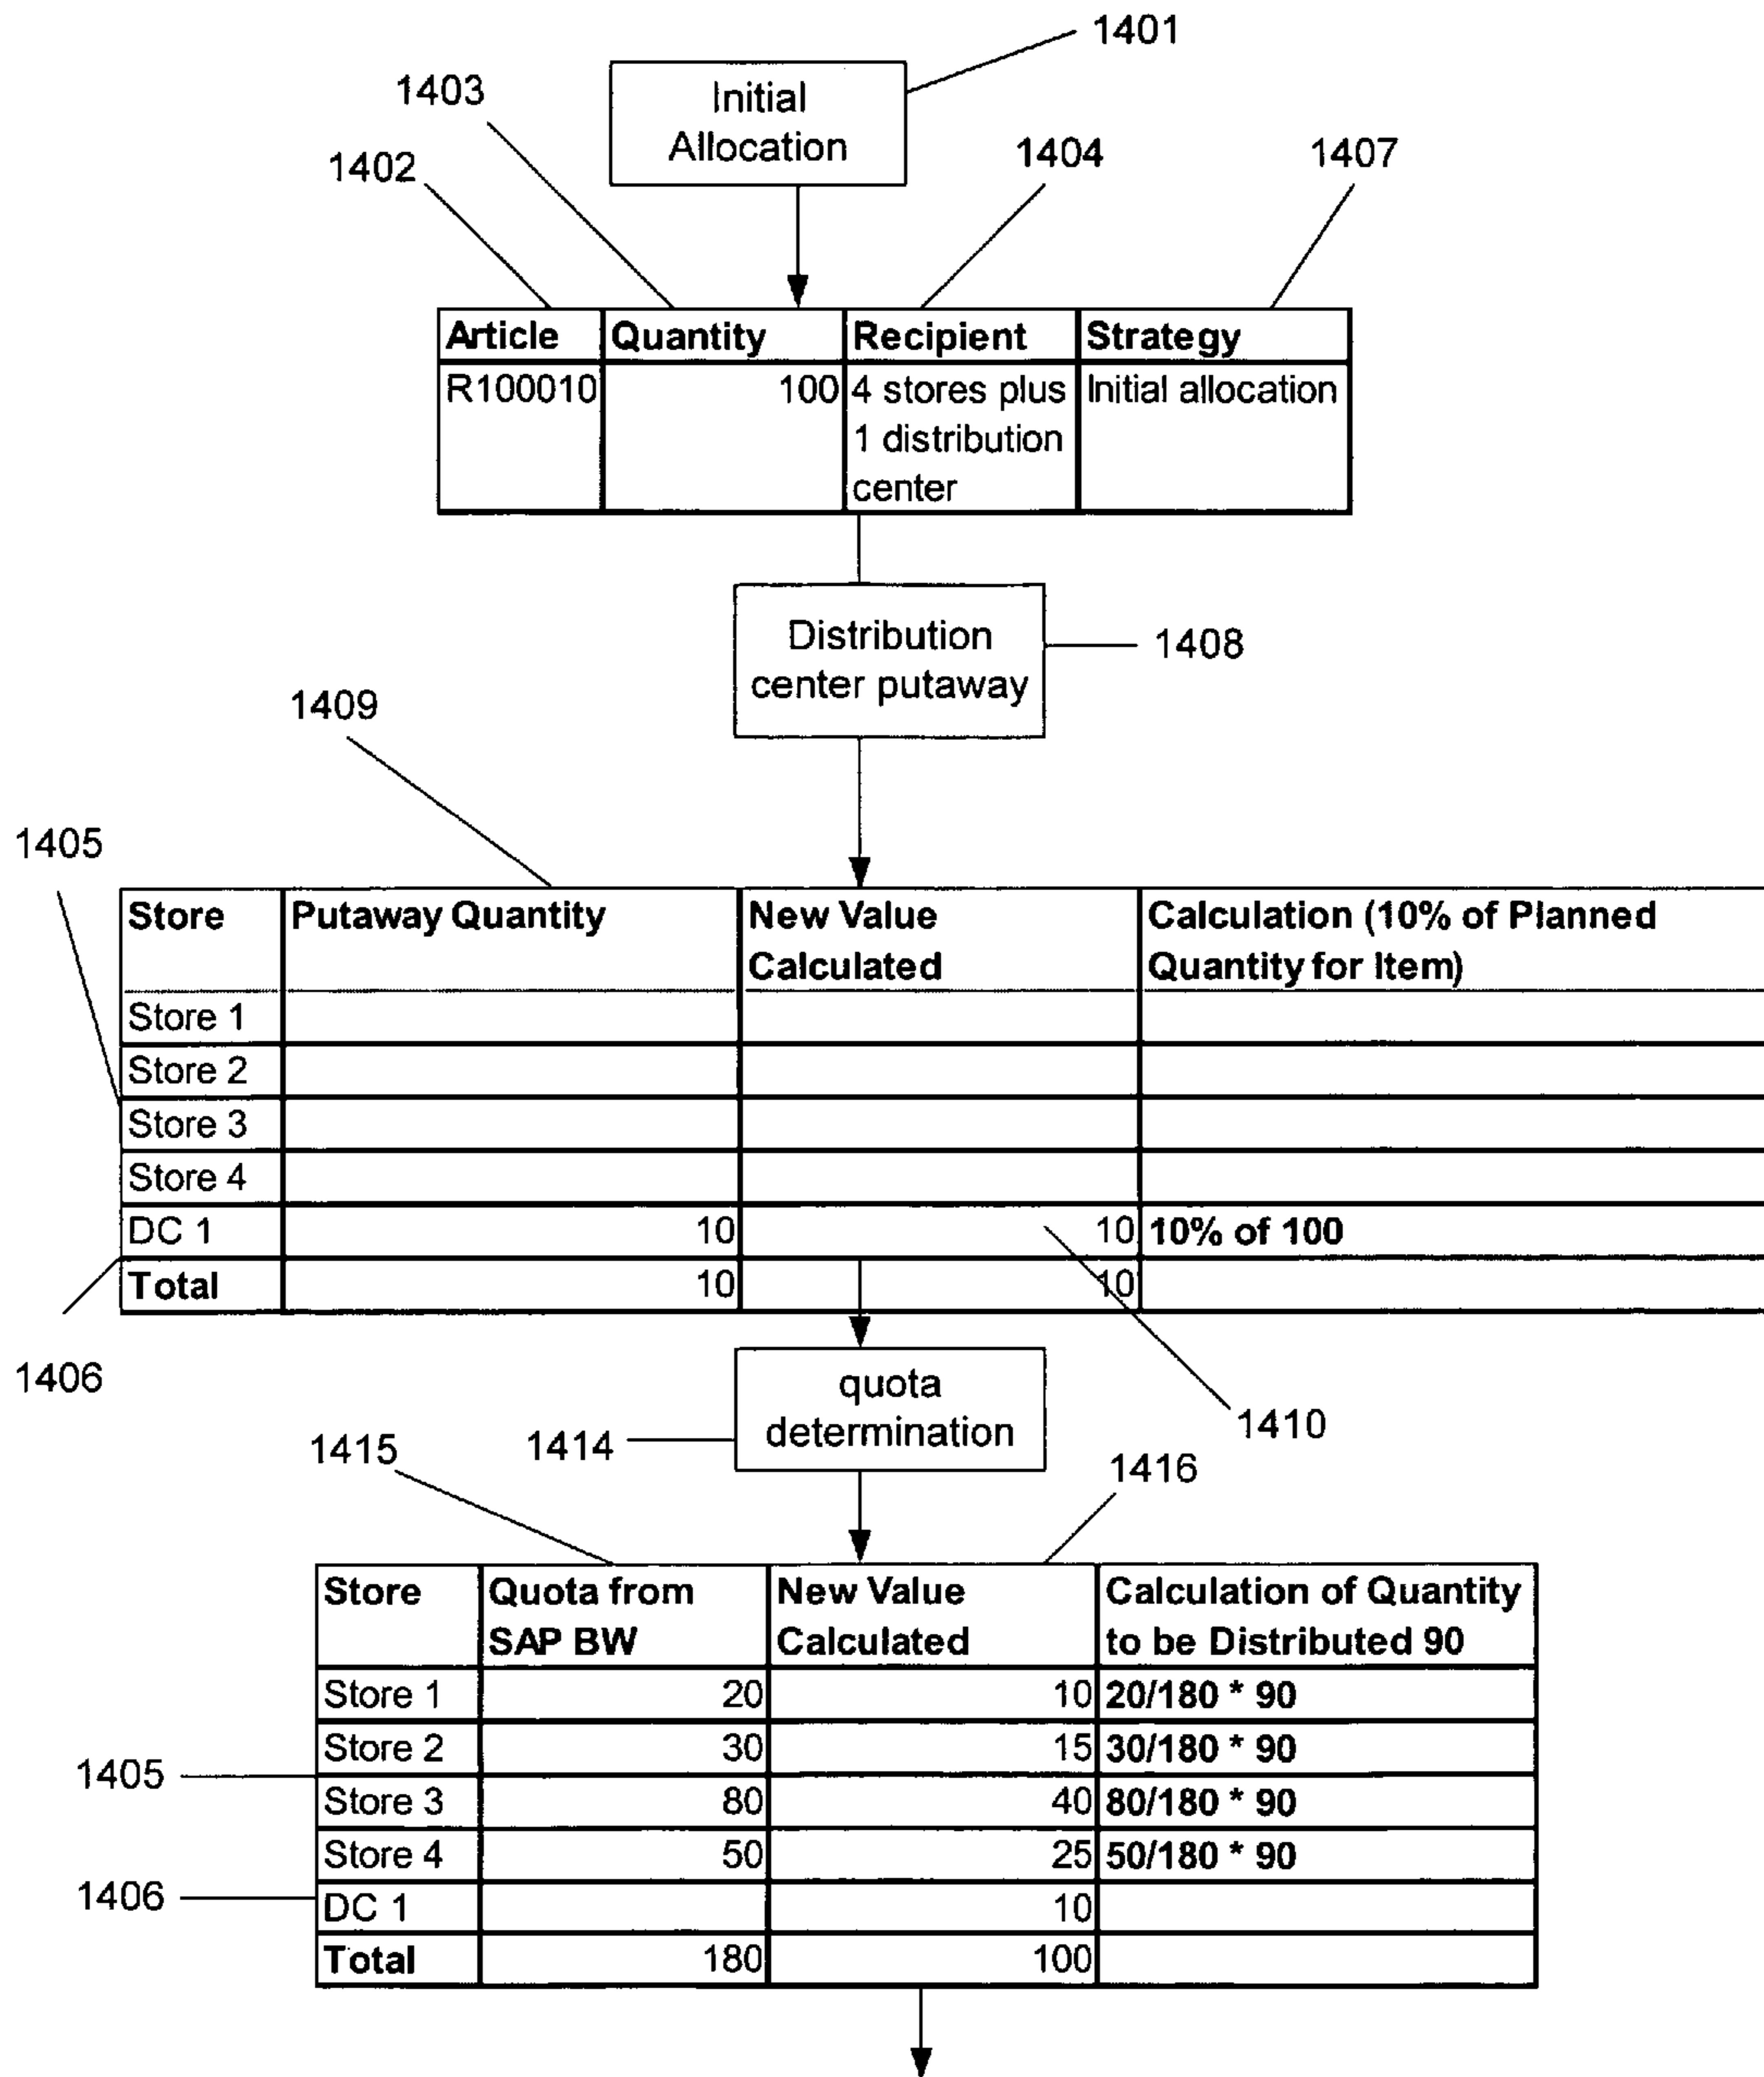 1401
1403
Initial
Allocation
1402
1404
1407
Article Quantity Recipient Strategy
R100010 100 4 stores plus Initial allocation
1 distribution
center
Distribution
center putaway
1408
1409
1405
Store Putaway Quantity New Value Calculation (10% of Planned
Calculated Quantity for Item)
Store 1
Store 2
Store 3
Store 4
DC 1 10 10 10% of 100
Total 10 10
1406
quota
determination
1410
1415
1414
1416
Store Quota from New Value Calculation of Quantity
SAP BW Calculated to be Distributed 90
Store 1 20 10 20/180 * 90
Store 2 30 15 30/180 * 90
1405
Store 3 80 40 80/180 * 90
Store 4 50 25 50/180 * 90
1406
DC 1 10
Total 180 100